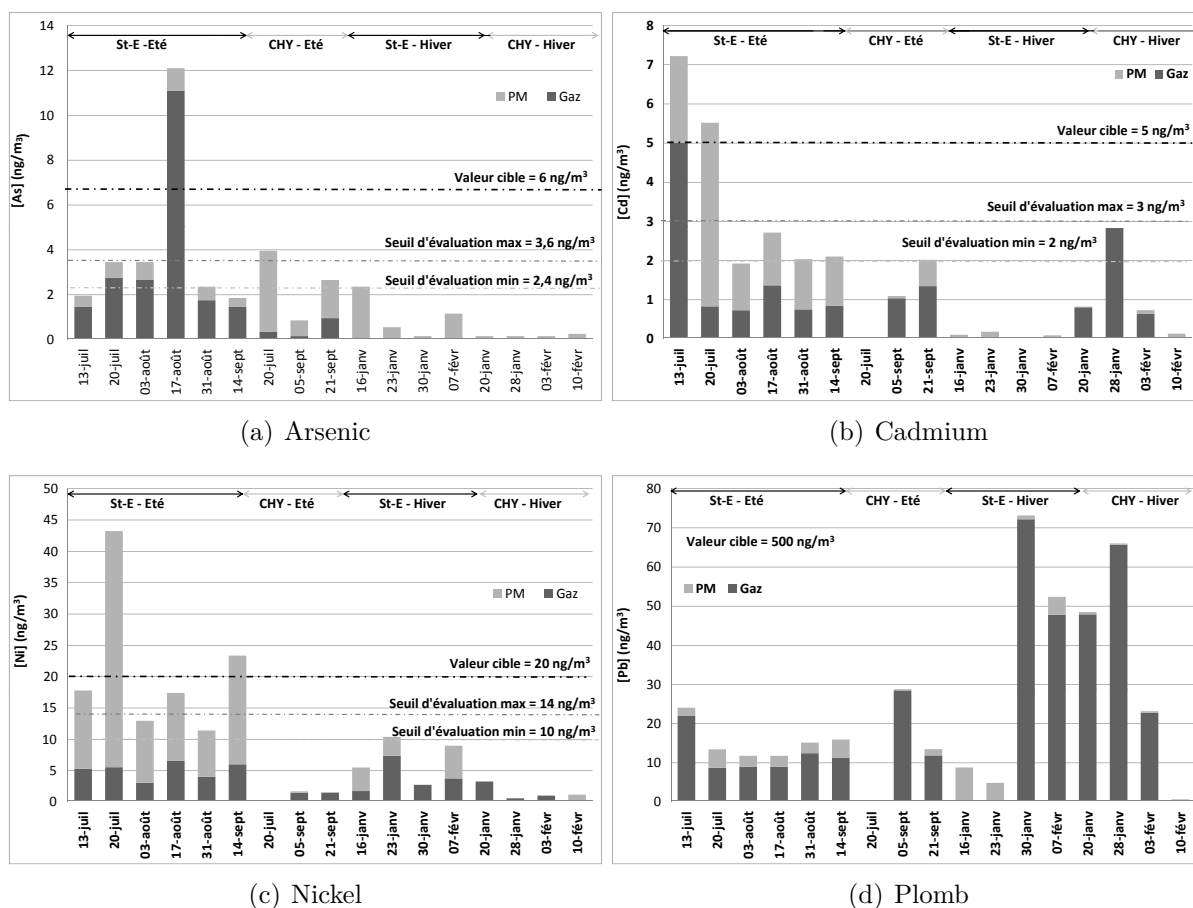 14
12
10
8
6
4
2
0
[As] (ng/m3)
St-E -Eté
CHY - Eté
St-E - Hiver
CHY - Hiver
PM Gaz
Valeur cible = 6 ng/m³
Seuil d'évaluation max = 3,6 ng/m³
Seuil d'évaluation min = 2,4 ng/m³
13-juil
20-juil
03-août
17-août
31-août
14-sept
20-juil
05-sept
21-sept
16-janv
23-janv
30-janv
07-févr
20-janv
28-janv
03-févr
10-févr
(a) Arsenic
8
7
6
5
4
3
2
1
0
[Cd] (ng/m³)
St-E - Eté
CHY - Eté
St-E - Hiver
CHY - Hiver
PM Gaz
Valeur cible = 5 ng/m³
Seuil d'évaluation max = 3 ng/m³
Seuil d'évaluation min = 2 ng/m³
13-juil
20-juil
03-août
17-août
31-août
14-sept
20-juil
05-sept
21-sept
16-janv
23-janv
30-janv
07-févr
20-janv
28-janv
03-févr
10-févr
(b) Cadmium
50
45
40
35
30
25
20
15
10
5
0
[Ni] (ng/m³)
St-E - Eté
CHY - Eté
St-E - Hiver
CHY - Hiver
PM Gaz
Valeur cible = 20 ng/m³
Seuil d'évaluation max = 14 ng/m³
Seuil d'évaluation min = 10 ng/m³
13-juil
20-juil
03-août
17-août
31-août
14-sept
20-juil
05-sept
21-sept
16-janv
23-janv
30-janv
07-févr
20-janv
28-janv
03-févr
10-févr
(c) Nickel
80
70
60
50
40
30
20
10
0
[Pb] (ng/m³)
St-E - Eté
CHY - Eté
St-E - Hiver
CHY - Hiver
Valeur cible = 500 ng/m³
PM Gaz
13-juil
20-juil
03-août
17-août
31-août
14-sept
20-juil
05-sept
21-sept
16-janv
23-janv
30-janv
07-févr
20-janv
28-janv
03-févr
10-févr
(d) Plomb